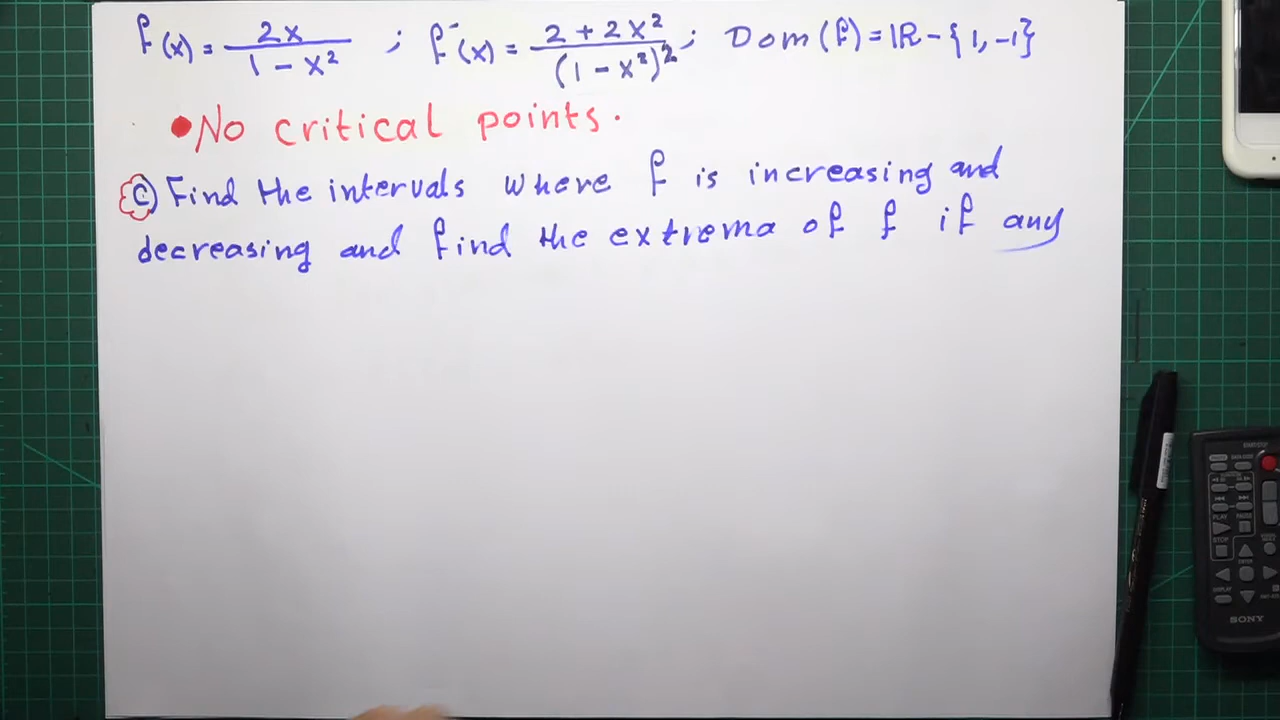 f(x) = 2x / (1 - x²) ; f'(x) = (2 + 2x²) / (1 - x²)² ; Dom(f) = ℝ - {1, -1}
• No critical points.
C) Find the intervals where f is increasing and
decreasing and find the extrema of f if any
SONY